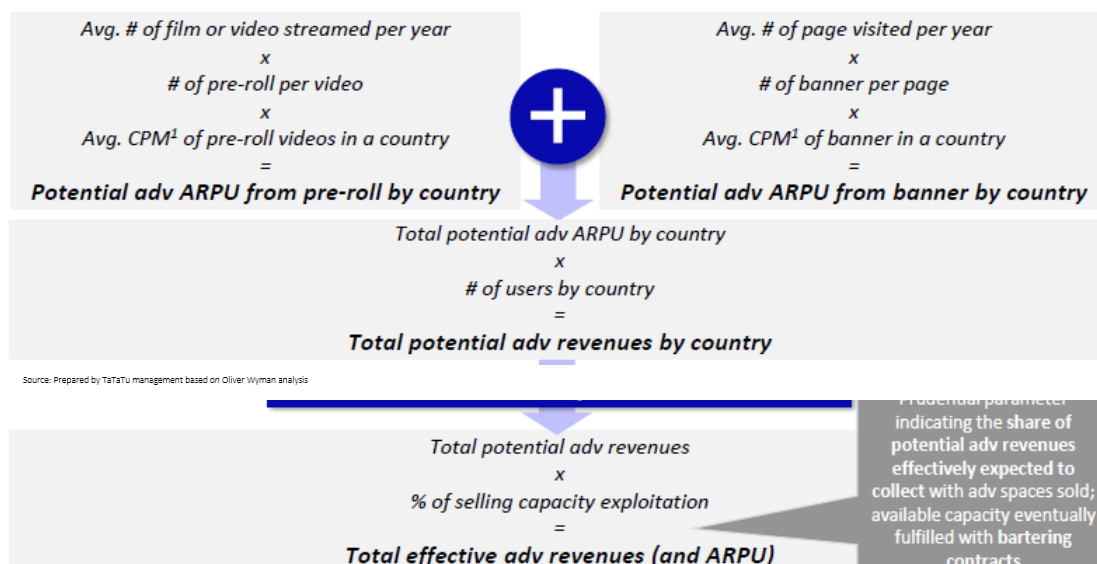 Avg. # of film or video streamed per year
x
# of pre-roll per video
x
Avg. CPM¹ of pre-roll videos in a country
=
Potential adv ARPU from pre-roll by country
Avg. # of page visited per year
x
# of banner per page
x
Avg. CPM¹ of banner in a country
=
Potential adv ARPU from banner by country
Total potential adv ARPU by country
x
# of users by country
=
Total potential adv revenues by country
Source: Prepared by TaTaTu management based on Oliver Wyman analysis
Total potential adv revenues
x
% of selling capacity exploitation
=
Total effective adv revenues (and ARPU)
Prudential parameter
indicating the share of
potential adv revenues
effectively expected to
collect with adv spaces sold;
available capacity eventually
fulfilled with bartering
contracts